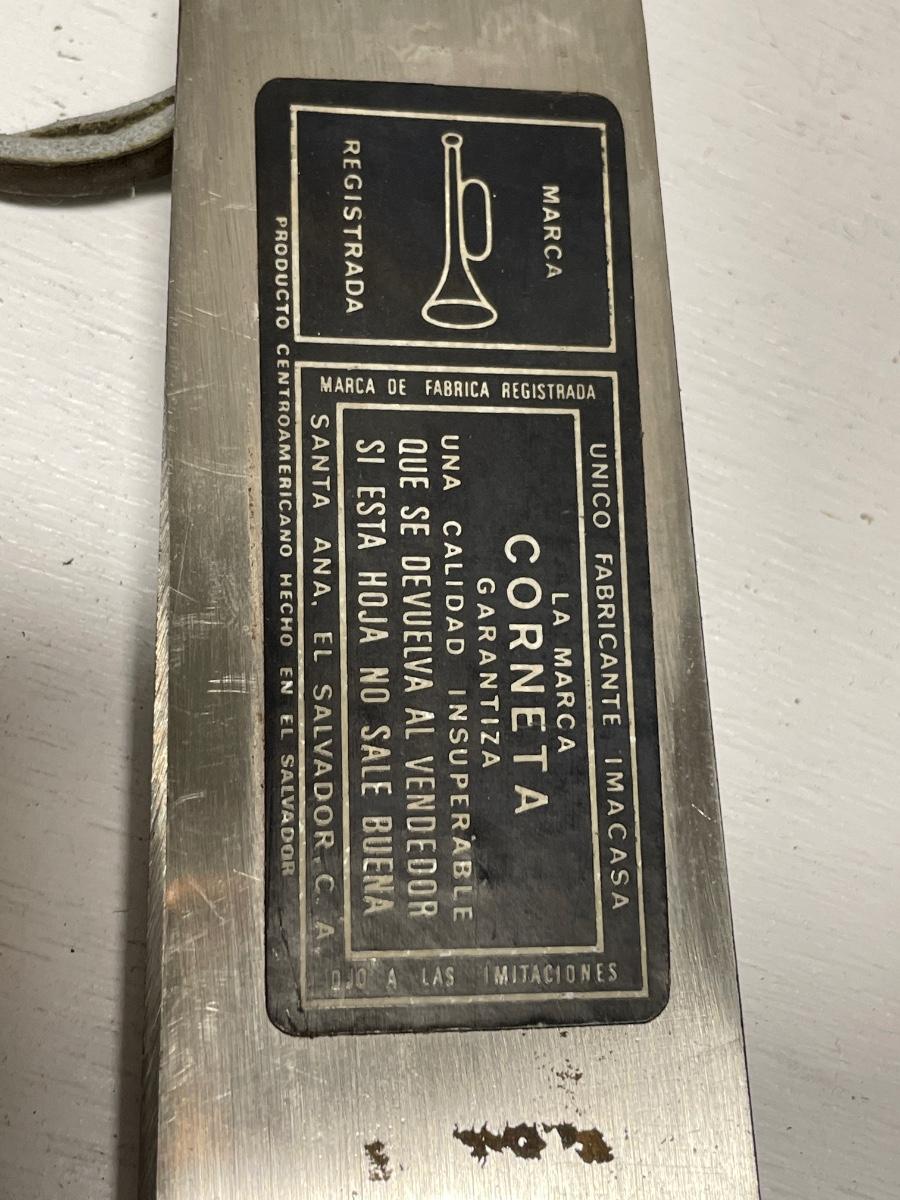 MARCA
REGISTRADA
MARCA DE FABRICA REGISTRADA
UNICO FABRICANTE IMACASA
LA MARCA
CORNETA
GARANTIZA
UNA CALIDAD INSUPERABLE
QUE SE DEVUELVA AL VENDEDOR
SI ESTA HOJA NO SALE BUENA
SANTA ANA, EL SALVADOR, C. A.
OJO A LAS IMITACIONES
PRODUCTO CENTROAMERICANO HECHO EN EL SALVADOR